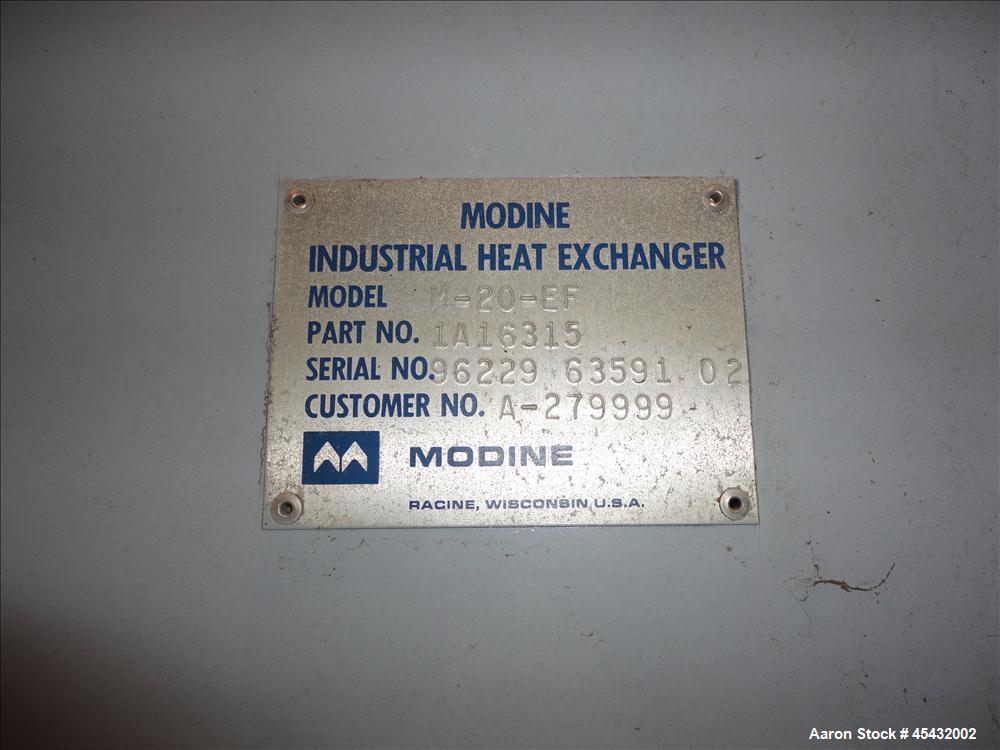 MODINE
INDUSTRIAL HEAT EXCHANGER
MODEL M-20-EF
PART NO. 1A16315
SERIAL NO. 96229 63591 02
CUSTOMER NO. A-279999
MODINE
RACINE, WISCONSIN U.S.A.
Aaron Stock # 45432002